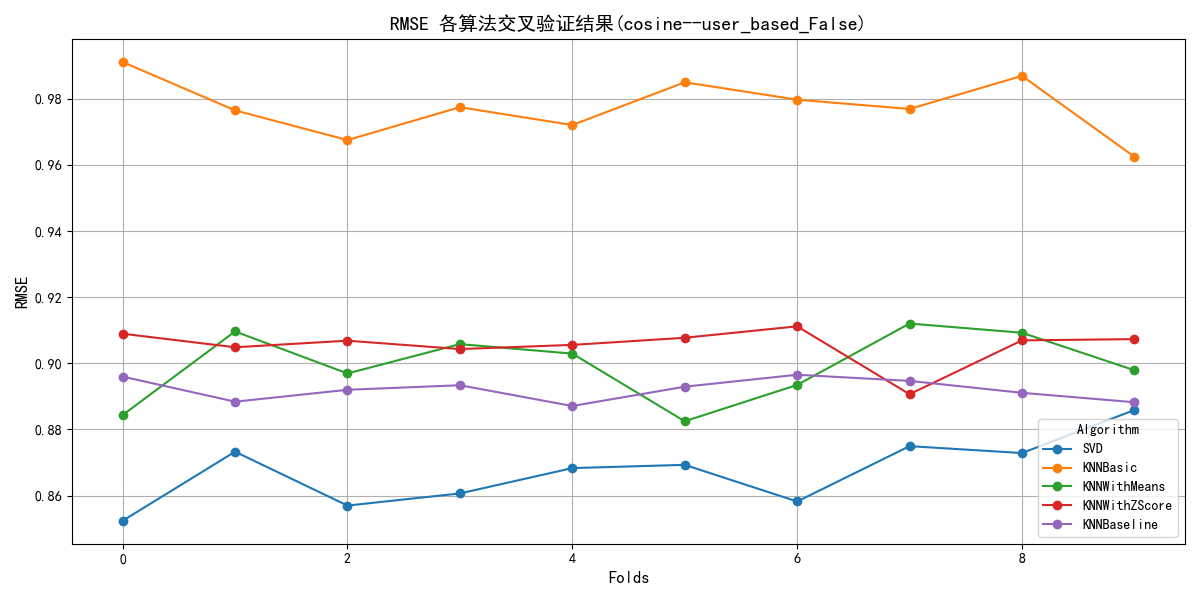 RMSE 各算法交叉验证结果(cosine--user_based_False)
0.98
0.96
0.94
0.92
0.90
0.88
0.86
RMSE
0 2 4 6 8
Folds
Algorithm
SVD
KNNBasic
KNNWithMeans
KNNWithZScore
KNNBaseline